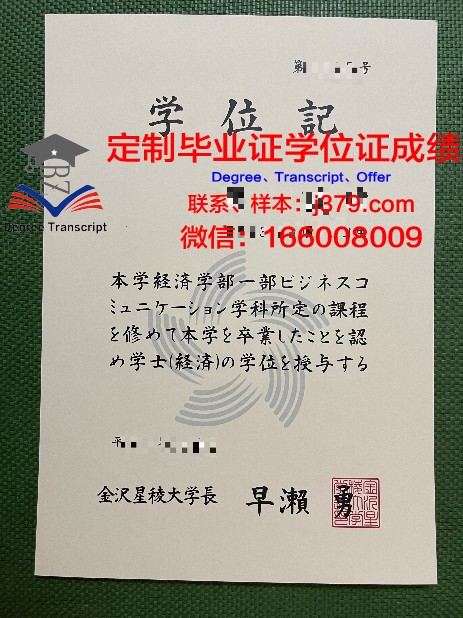 第 号
学位記
定制毕业证学位证成绩
Degree、Transcript、Offer
联系、样本:j379.com
微信:166008009
Degree Transcript
本学経済学部一部ビジネスコ
ミュニケーション学科所定の課程
を修めて本学を卒業したことを認
め学士(経済)の学位を授与する
平
金沢星稜大学長 早瀬 勇